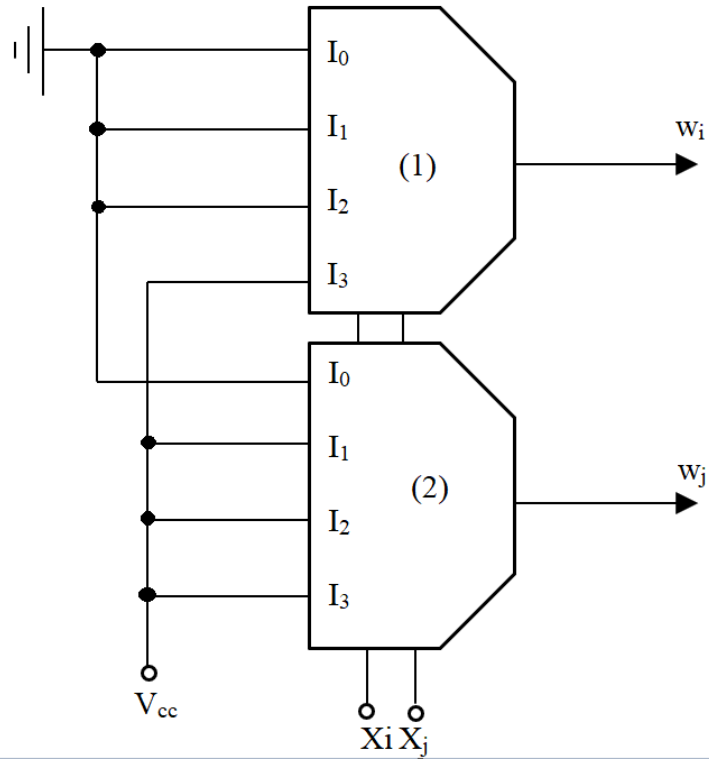 I₀
I₁
(1)
wᵢ
I₂
I₃
I₀
I₁
(2)
wⱼ
I₂
I₃
Vcc
Xi Xⱼ